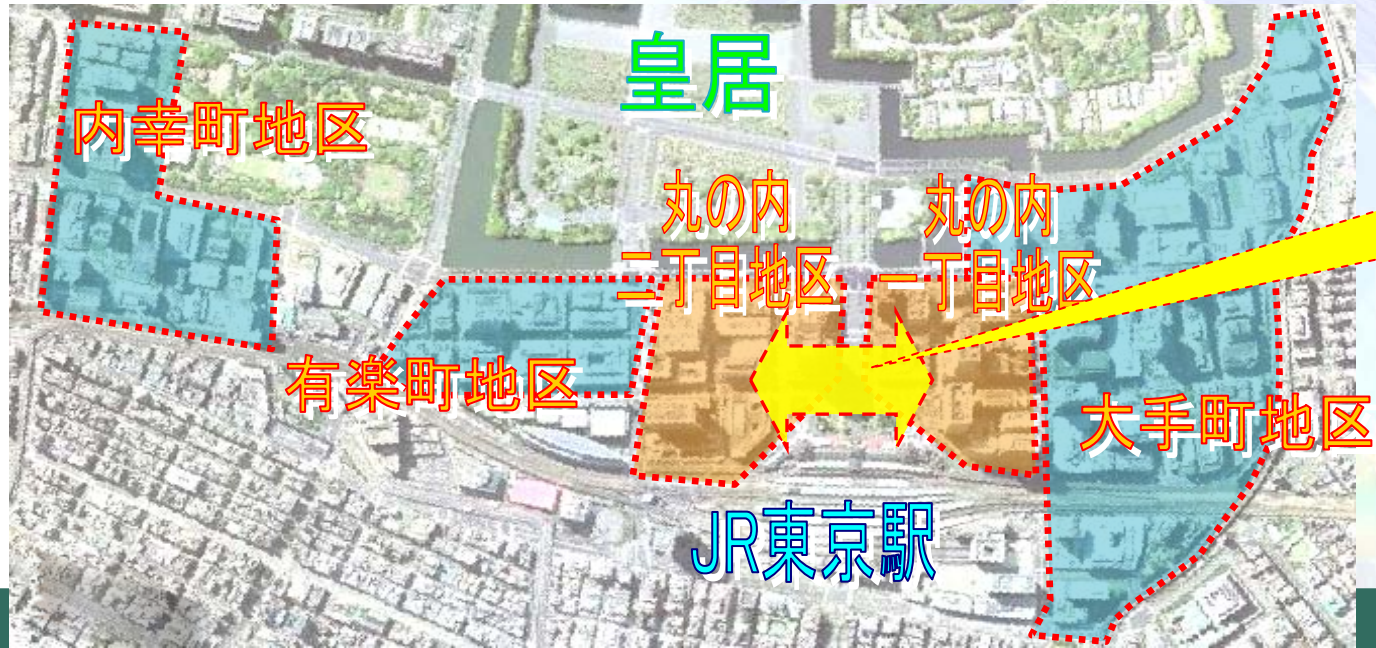 皇居
内幸町地区
丸の内
二丁目地区
丸の内
一丁目地区
有楽町地区
大手町地区
JR東京駅